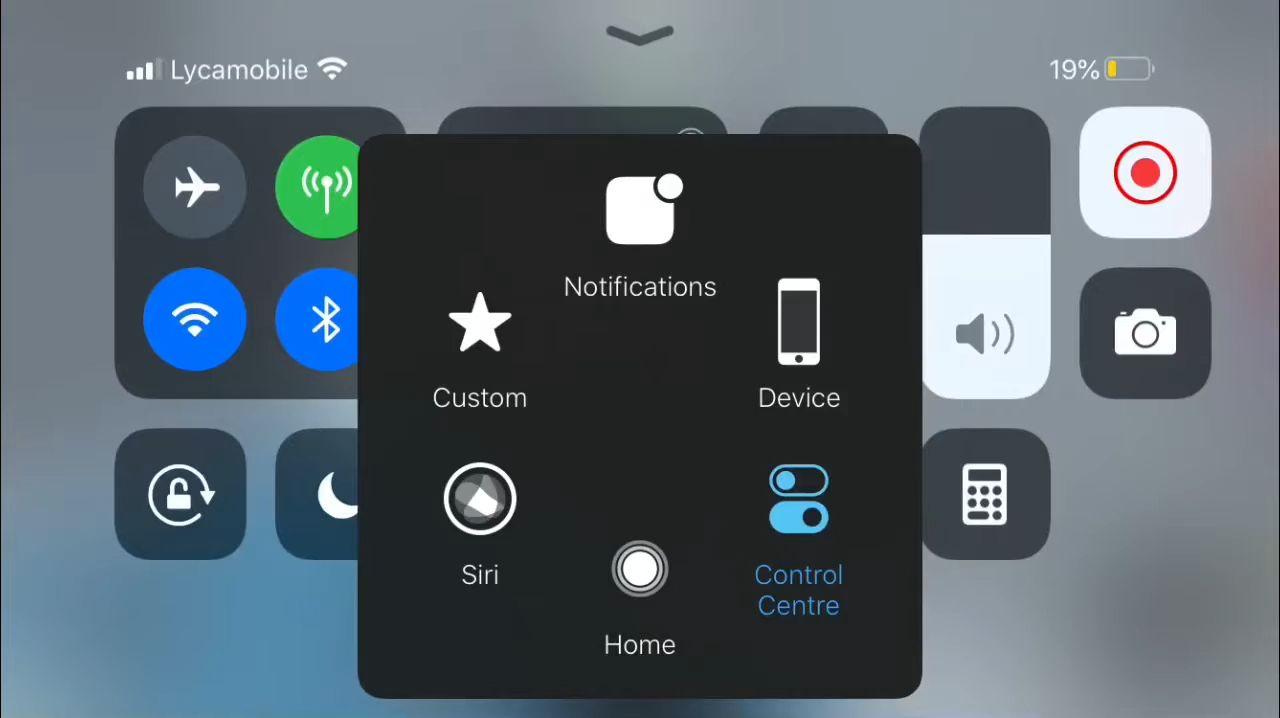 Lycamobile
19%
Notifications
Custom
Device
Siri
Control
Centre
Home